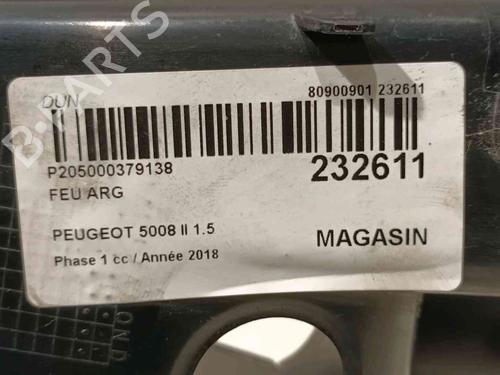 DUN
80900901 232611
P205000379138
232611
FEU ARG
PEUGEOT 5008 II 1.5
MAGASIN
Phase 1 cc / Année 2018
B-PARTS